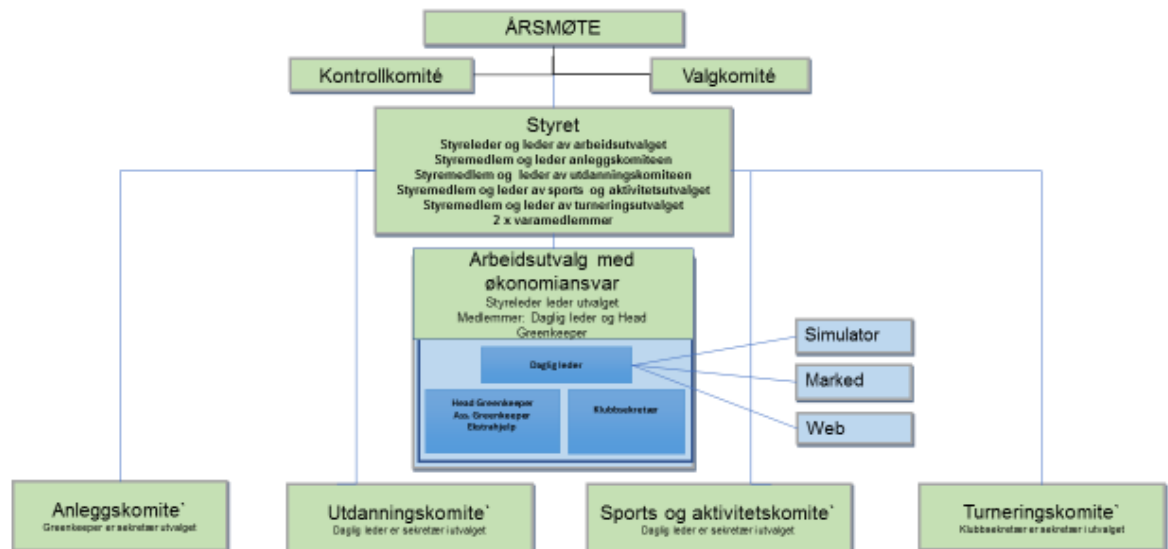 ÅRSMØTE
Kontrollkomité
Valgkomité
Styret
Styreleder og leder av arbeidsutvalget
Styremedlem og leder anleggskomiteen
Styremedlem og leder av utdanningskomiteen
Styremedlem og leder av sports og aktivitetsutvalget
Styremedlem og leder av turneringsutvalget
2 x varamedlemmer
Arbeidsutvalg med
økonomiansvar
Styreleder leder utvalget
Medlemmer: Daglig leder og Head
Greenkeeper
Daglig leder
Head Greenkeeper
Ass. Greenkeeper
Ekstrahjelp
Klubbsekretær
Simulator
Marked
Web
Anleggskomite*
Greenkeeper er sekretær utvalget
Utdanningskomite*
Daglig leder er sekretær i utvalget
Sports og aktivitetskomite*
Daglig leder er sekretær i utvalget
Turneringskomite*
Klubbsekretær er sekretær i utvalget